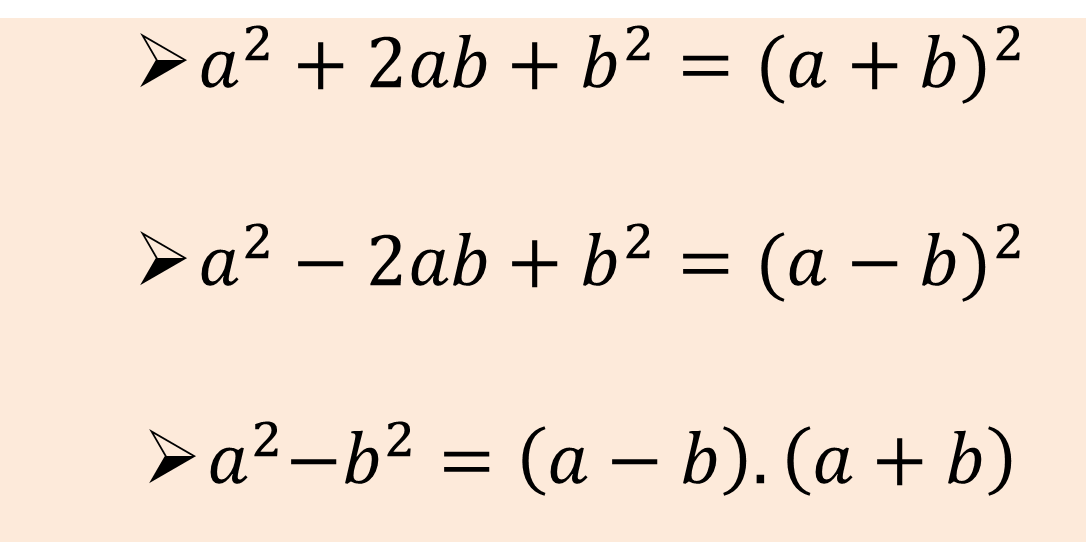 ➢ a² + 2ab + b² = (a + b)²
➢ a² − 2ab + b² = (a − b)²
➢ a²−b² = (a − b).(a + b)